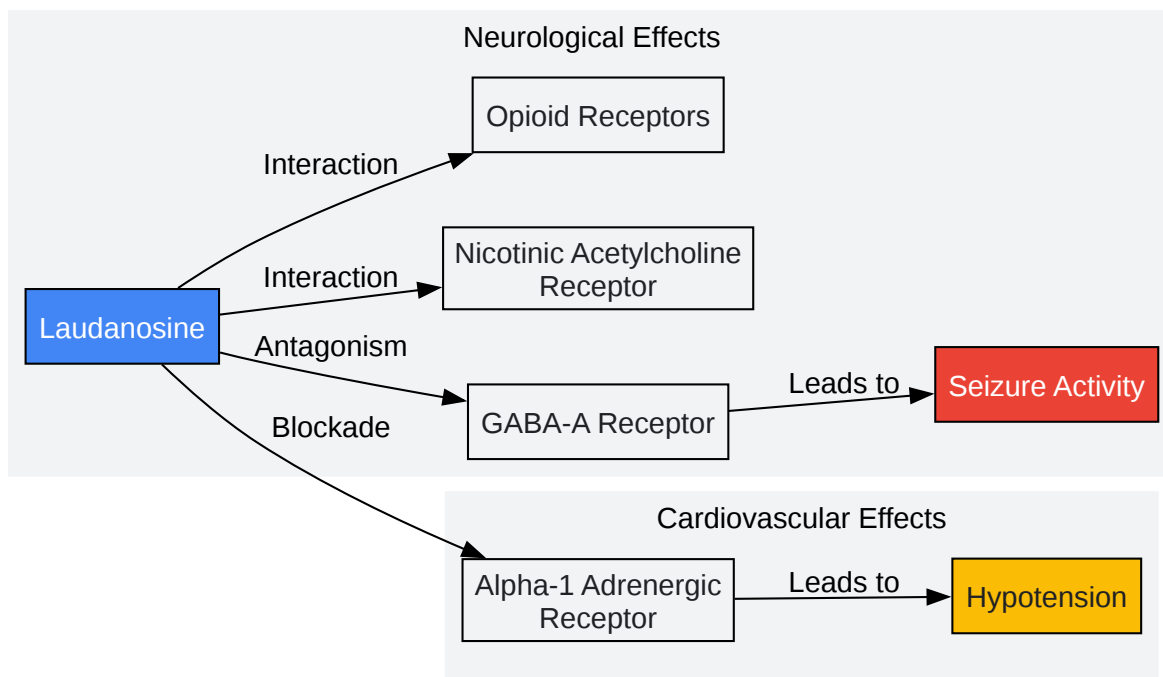 Neurological Effects
Opioid Receptors
Interaction
Nicotinic Acetylcholine
Receptor
Interaction
Laudanosine
Antagonism
GABA-A Receptor
Leads to
Seizure Activity
Blockade
Cardiovascular Effects
Alpha-1 Adrenergic
Receptor
Leads to
Hypotension